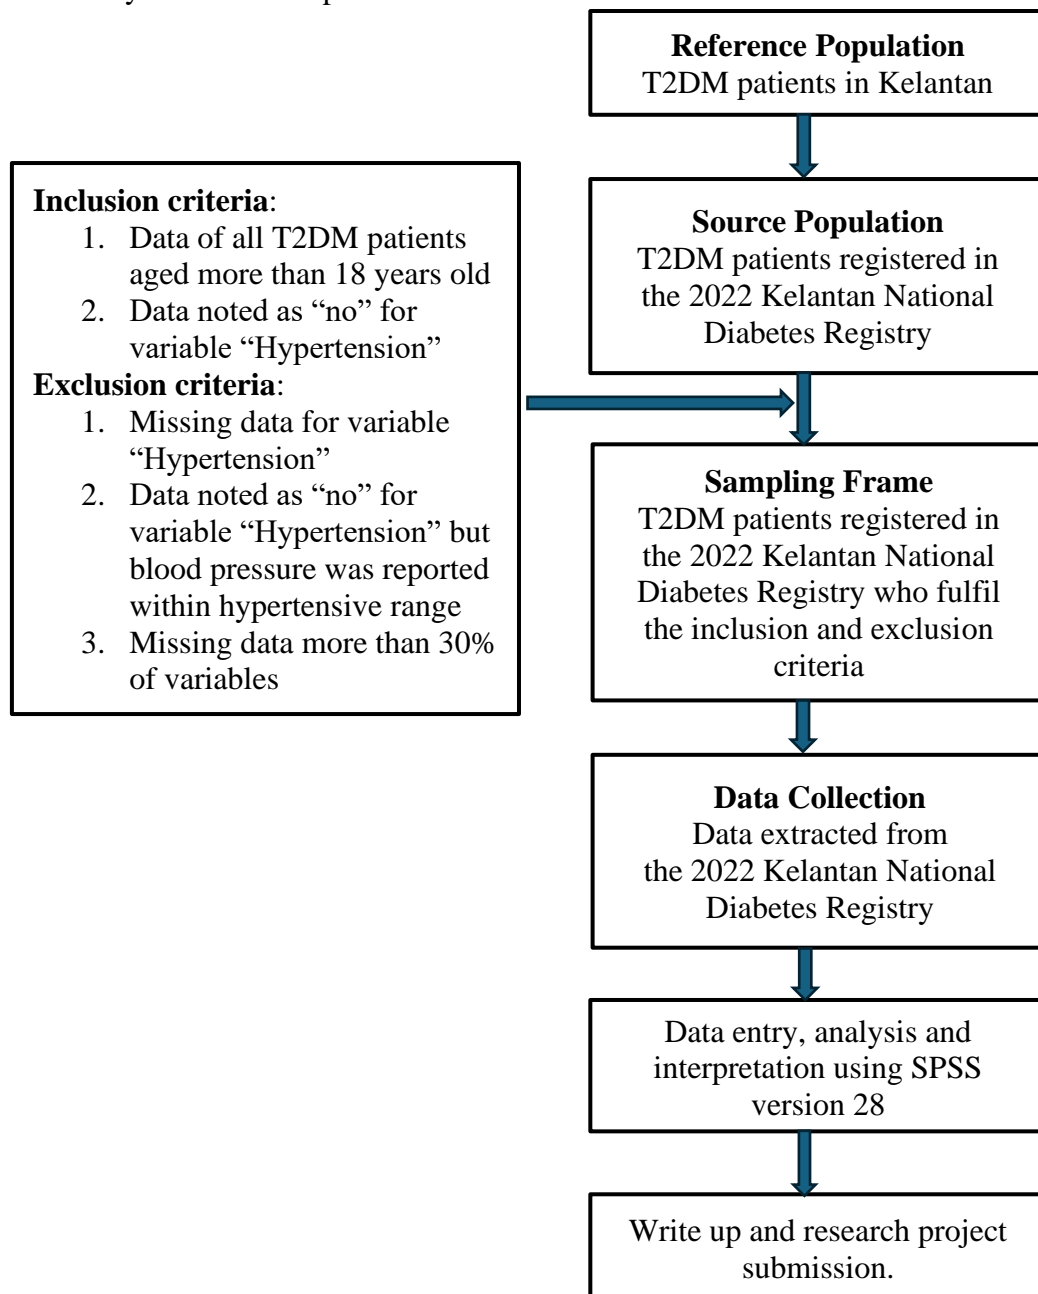 Reference Population
T2DM patients in Kelantan
Inclusion criteria:
1. Data of all T2DM patients
aged more than 18 years old
2. Data noted as “no” for
variable “Hypertension”
Exclusion criteria:
1. Missing data for variable
“Hypertension”
2. Data noted as “no” for
variable “Hypertension” but
blood pressure was reported
within hypertensive range
3. Missing data more than 30%
of variables
Source Population
T2DM patients registered in
the 2022 Kelantan National
Diabetes Registry
Sampling Frame
T2DM patients registered in
the 2022 Kelantan National
Diabetes Registry who fulfil
the inclusion and exclusion
criteria
Data Collection
Data extracted from
the 2022 Kelantan National
Diabetes Registry
Data entry, analysis and
interpretation using SPSS
version 28
Write up and research project
submission.